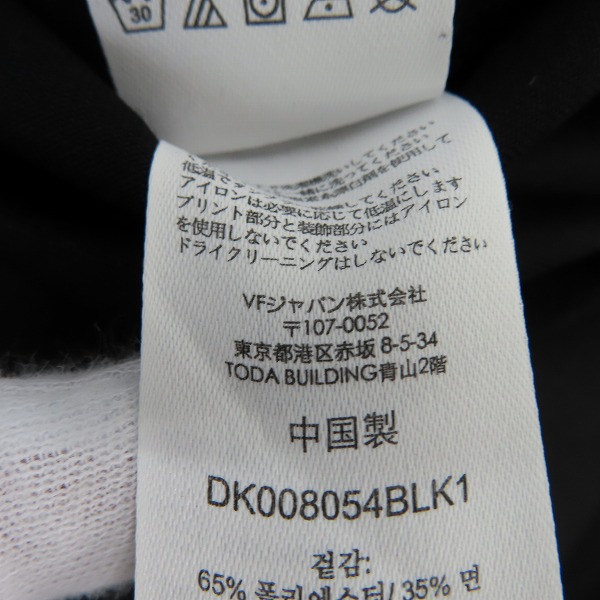 30
してください
低温で
アイロンは必要に応じて低温にします
プリント部分と装飾部分にはアイロン
を使用しないでください
ドライクリーニングはしないでください
VFジャパン株式会社
〒107-0052
東京都港区赤坂 8-5-34
TODA BUILDING青山2階
中国製
DK008054BLK1
겉감:
65% 폴리에스터/ 35% 면